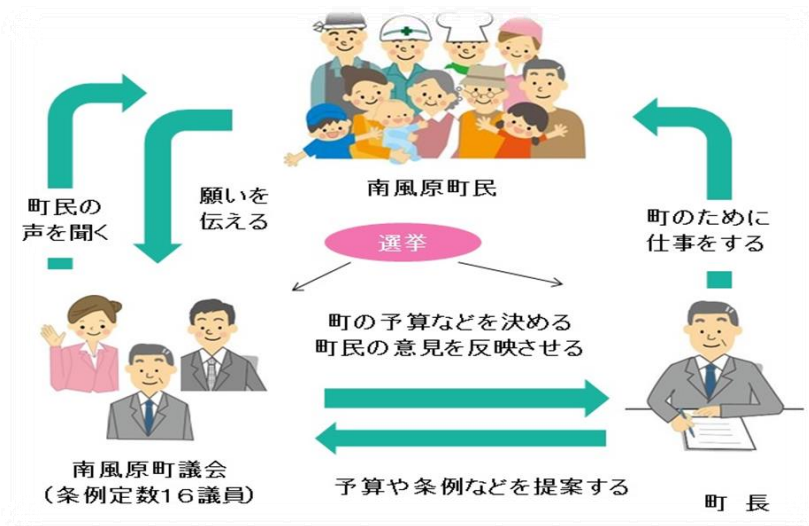 南風原町民
町民の
声を聞く
願いを
伝える
選挙
町のために
仕事をする
町の予算などを決める
町民の意見を反映させる
予算や条例などを提案する
南風原町議会
（条例定数１６議員）
町　長